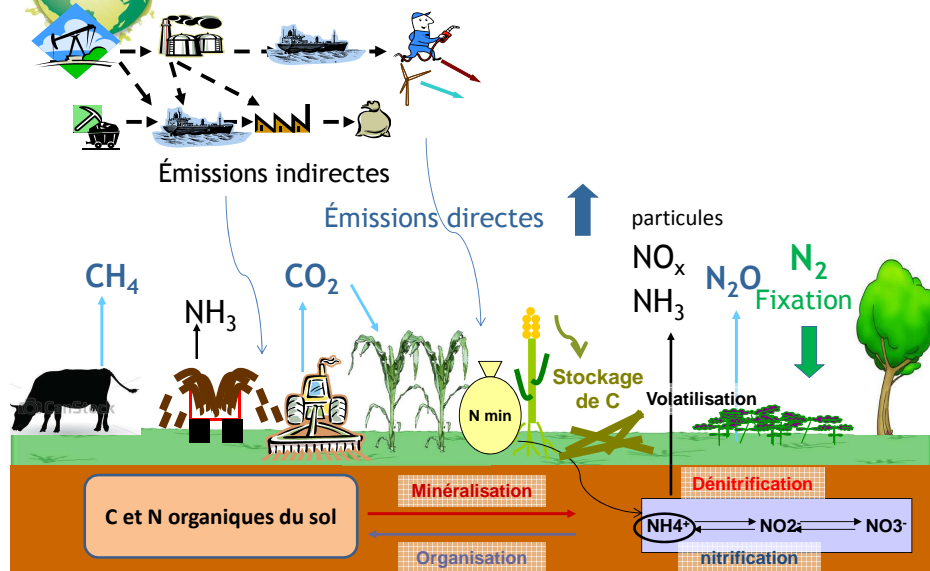 Émissions indirectes
Émissions directes
particules
CH₄
NH₃
CO₂
NOₓ
NH₃
N₂O
N₂
Fixation
CanStock
Stockage
de C
N min
Volatilisation
Minéralisation
Dénitrification
C et N organiques du sol
NH4⁺
NO2⁻
NO3⁻
Organisation
nitrification